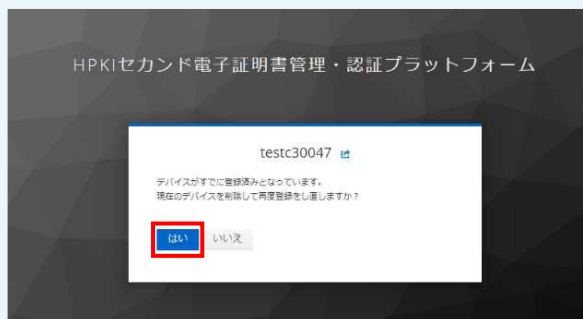 HPKIセカンド電子証明書管理・認証プラットフォーム
testc30047
デバイスがすでに登録済みとなっています。
現在のデバイスを削除して再度登録をし直しますか？
はい いいえ